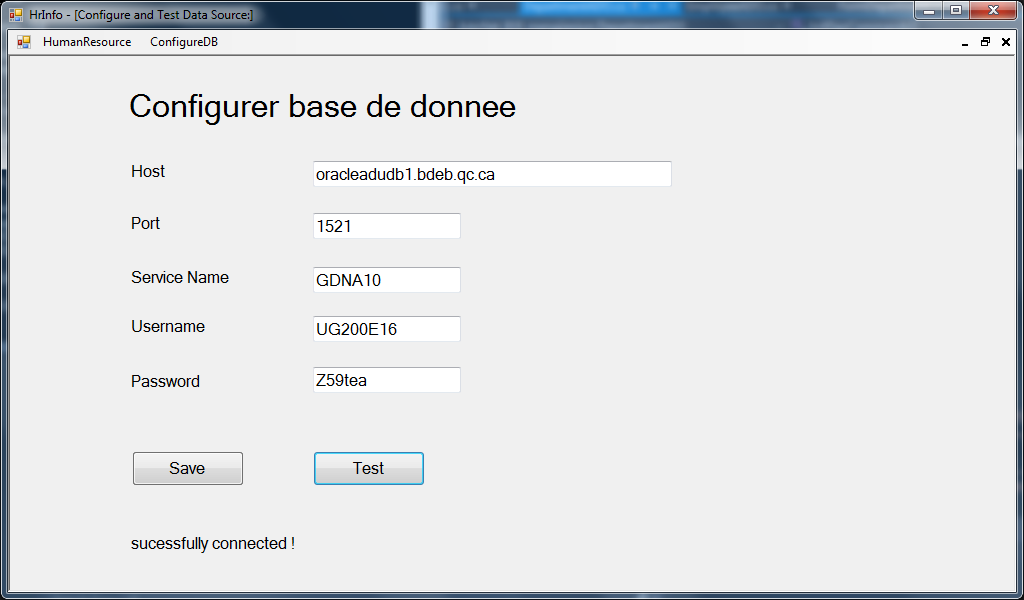 HrInfo - [Configure and Test Data Source:]
HumanResource ConfigureDB
Configurer base de donnee
Host oracleadudb1.bdeb.qc.ca
Port 1521
Service Name GDNA10
Username UG200E16
Password Z59tea
Save Test
sucessfully connected !